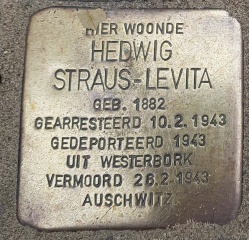 HIER WOONDE
HEDWIG
STRAUS-LEVITA
GEB. 1882
GEARRESTEERD 10.2.1943
GEDEPORTEERD 1943
UIT WESTERBORK
VERMOORD 26.2.1943
AUSCHWITZ